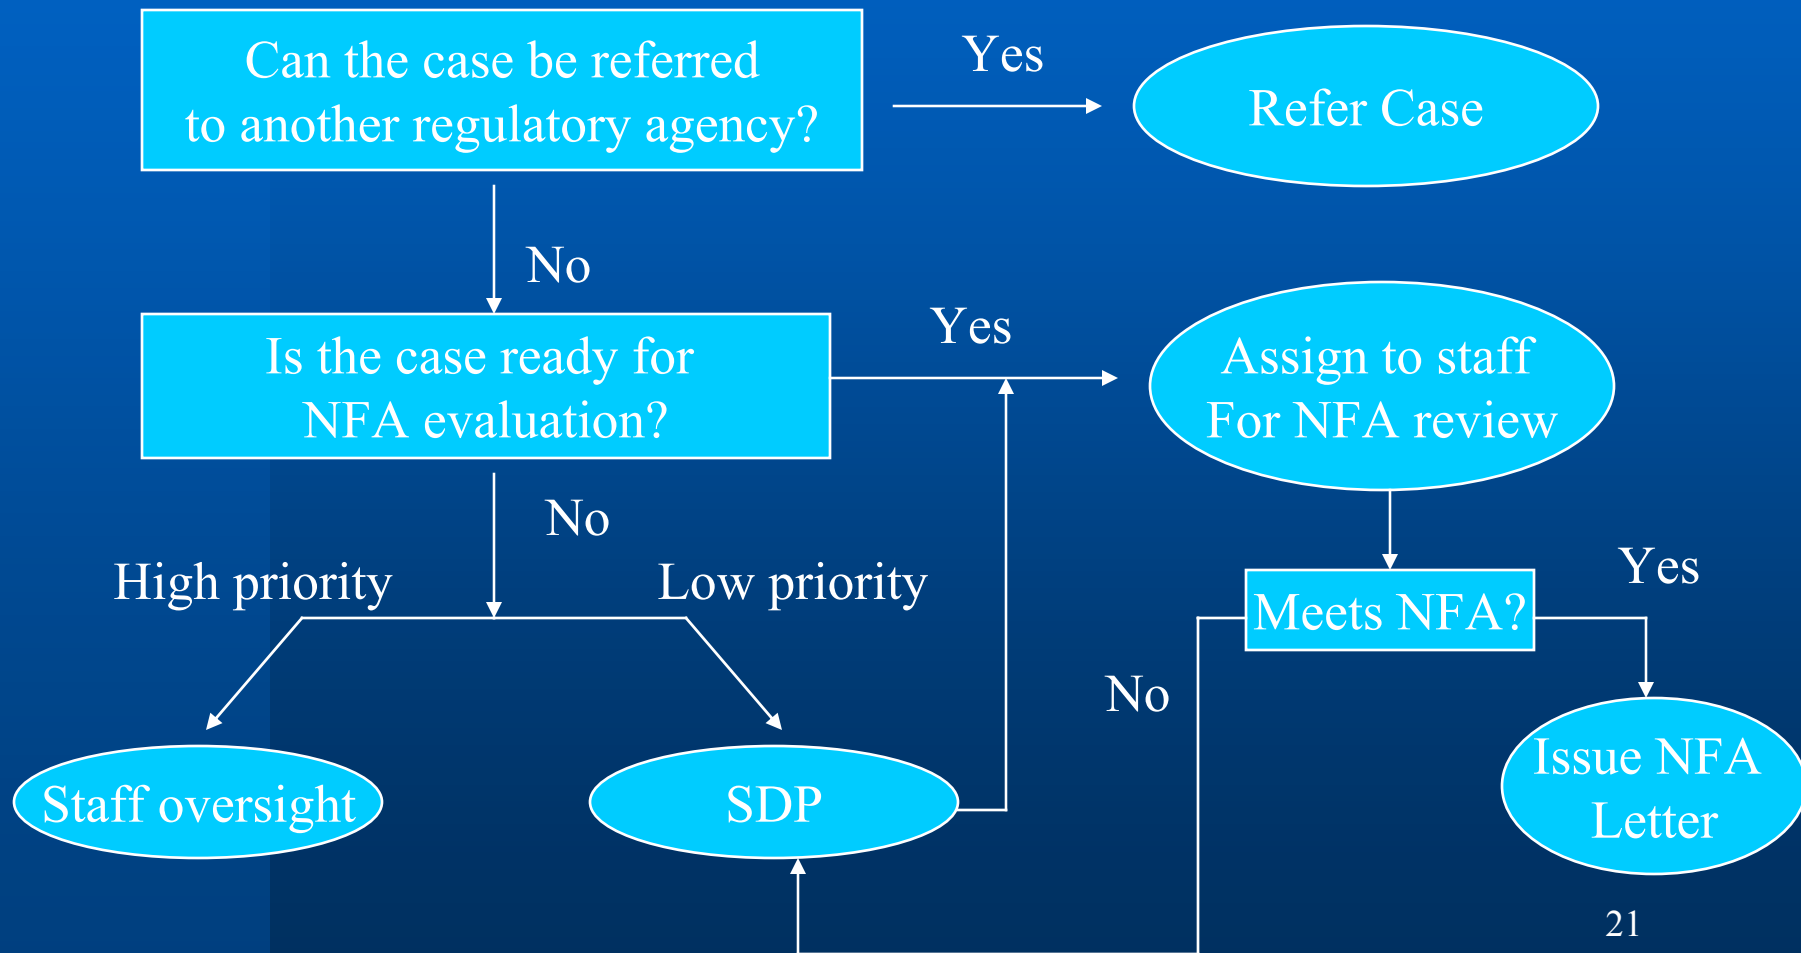 Can the case be referred
to another regulatory agency?
Yes
Refer Case
No
Is the case ready for
NFA evaluation?
Yes
Assign to staff
For NFA review
No
High priority
Low priority
Meets NFA?
Yes
No
Staff oversight
SDP
Issue NFA
Letter
21